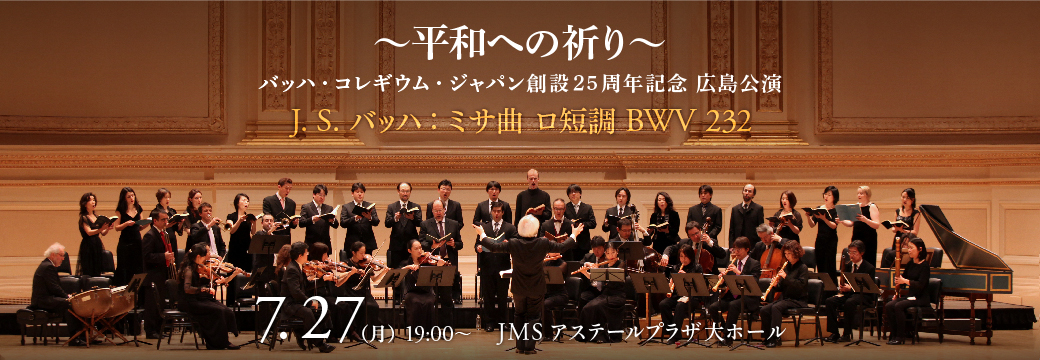 〜平和への祈り〜
バッハ・コレギウム・ジャパン創設25周年記念 広島公演
J. S. バッハ：ミサ曲 ロ短調 BWV 232
7. 27(月) 19:00〜 JMS アステールプラザ大ホール